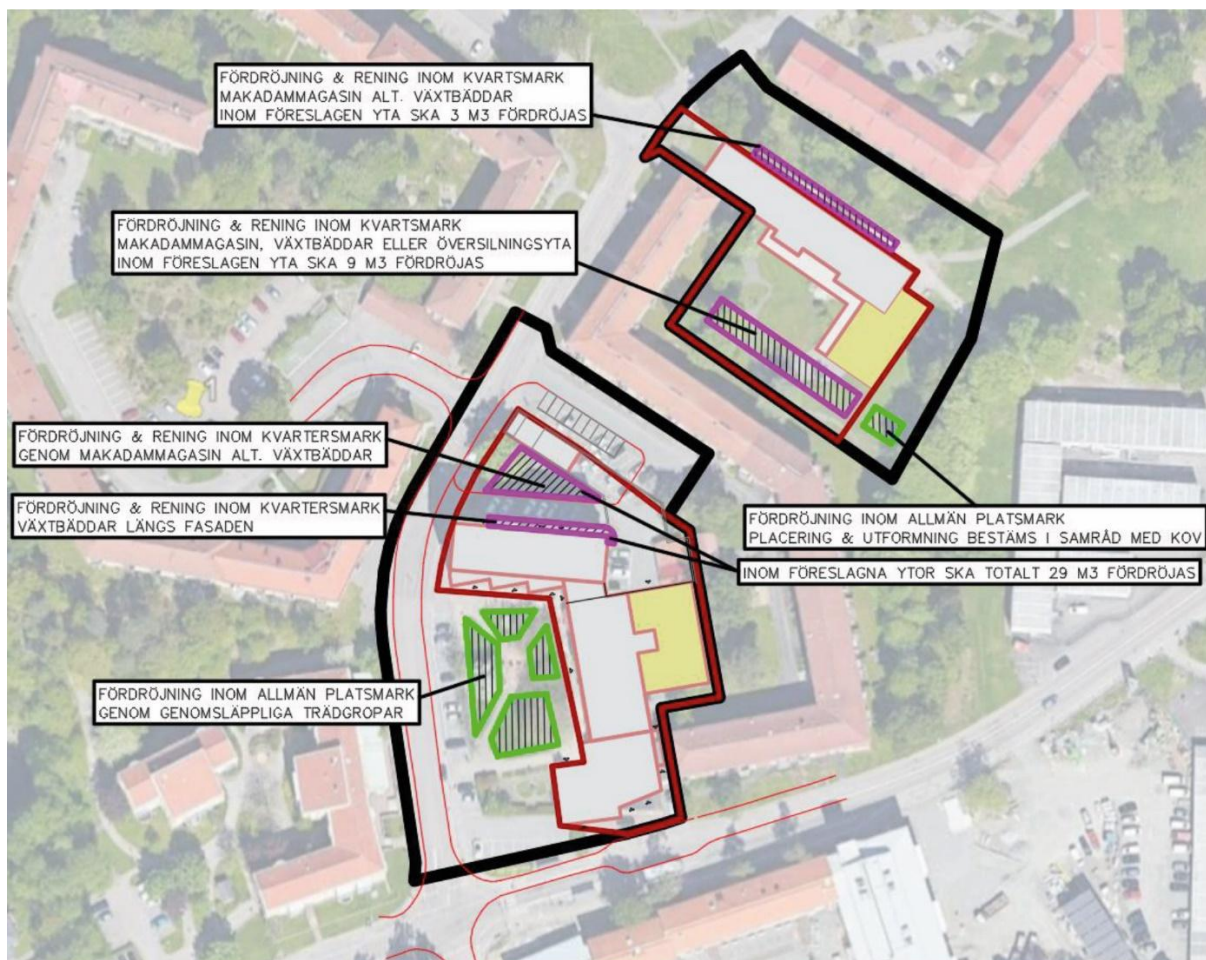 FÖRDRÖJNING & RENING INOM KVARTSMARK
MAKADAMMAGASIN ALT. VÄXTBÄDDAR
INOM FÖRESLAGEN YTA SKA 3 M3 FÖRDRÖJAS
FÖRDRÖJNING & RENING INOM KVARTSMARK
MAKADAMMAGASIN, VÄXTBÄDDAR ELLER ÖVERSILNINGSYTA
INOM FÖRESLAGEN YTA SKA 9 M3 FÖRDRÖJAS
FÖRDRÖJNING & RENING INOM KVARTERSMARK
GENOM MAKADAMMAGASIN ALT. VÄXTBÄDDAR
FÖRDRÖJNING & RENING INOM KVARTERSMARK
VÄXTBÄDDAR LÄNGS FASADEN
FÖRDRÖJNING INOM ALLMÄN PLATSMARK
PLACERING & UTFORMNING BESTÄMS I SAMRÅD MED KOV
INOM FÖRESLAGNA YTOR SKA TOTALT 29 M3 FÖRDRÖJAS
FÖRDRÖJNING INOM ALLMÄN PLATSMARK
GENOM GENOMSLÄPPLIGA TRÄDGROPAR